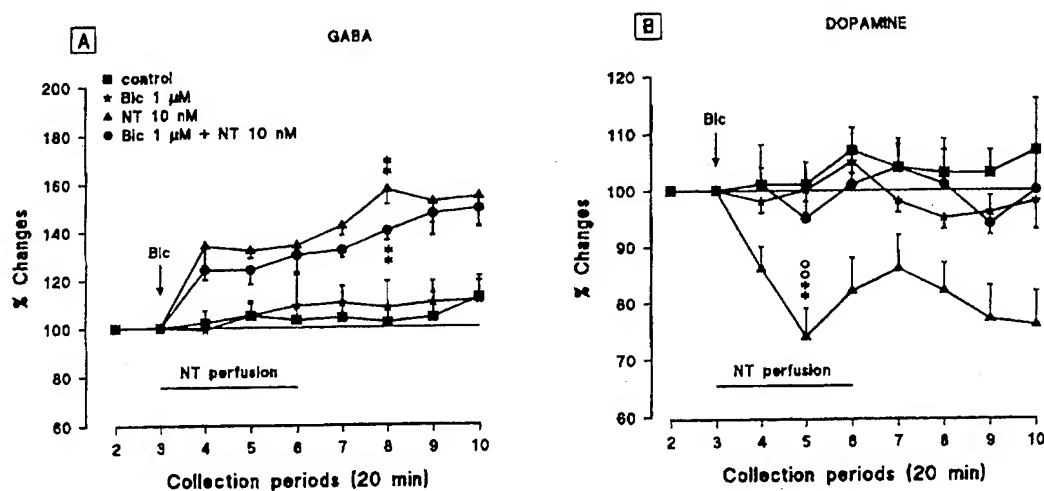 A
GABA
% Changes
200
180
160
140
120
100
80
60
■ control
* Bic 1 µM
▲ NT 10 nM
● Bic 1 µM + NT 10 nM
Bic
**
**
NT perfusion
2 3 4 5 6 7 8 9 10
Collection periods (20 min)
B
DOPAMINE
% Changes
120
110
100
90
80
70
60
Bic
oo**
NT perfusion
2 3 4 5 6 7 8 9 10
Collection periods (20 min)